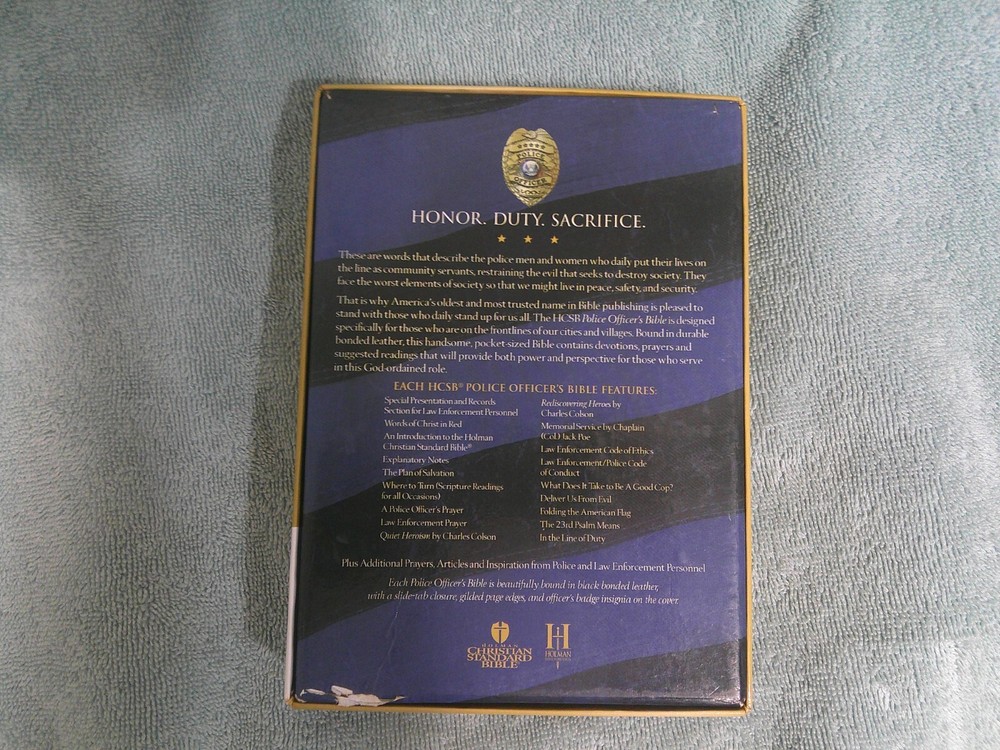 POLICE
OFFICER
HONOR. DUTY. SACRIFICE.
These are words that describe the police men and women who daily put their lives on
the line as community servants, restraining the evil that seeks to destroy society. They
face the worst elements of society so that we might live in peace, safety, and security.
That is why America's oldest and most trusted name in Bible publishing is pleased to
stand with those who daily stand up for us all. The HCSB Police Officer's Bible is designed
specifically for those who are on the frontlines of our cities and villages. Bound in durable
bonded leather, this handsome, pocket-sized Bible contains devotions, prayers and
suggested readings that will provide both power and perspective for those who serve
in this God-ordained role.
EACH HCSB® POLICE OFFICER'S BIBLE FEATURES:
Special Presentation and Records
Section for Law Enforcement Personnel
Words of Christ in Red
An Introduction to the Holman
Christian Standard Bible®
Explanatory Notes
The Plan of Salvation
Where to Turn (Scripture Readings
for all Occasions)
A Police Officer's Prayer
Law Enforcement Prayer
Quiet Heroism by Charles Colson
Rediscovering Heroes by
Charles Colson
Memorial Service by Chaplain
(Col.) Jack Poe
Law Enforcement Code of Ethics
Law Enforcement/Police Code
of Conduct
What Does It Take to Be A Good Cop?
Deliver Us From Evil
Folding the American Flag
The 23rd Psalm Means
In the Line of Duty
Plus Additional Prayers, Articles and Inspiration from Police and Law Enforcement Personnel
Each Police Officer's Bible is beautifully bound in black bonded leather,
with a slide-tab closure, gilded page edges, and officer's badge insignia on the cover.
HOLMAN
CHRISTIAN
STANDARD
BIBLE
H
HOLMAN